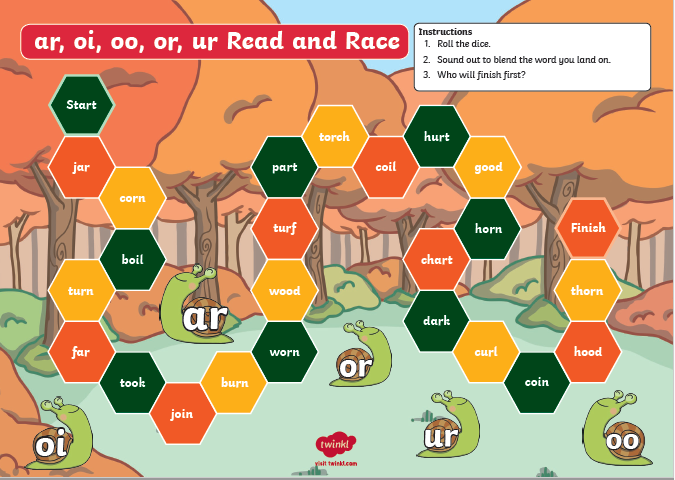 ar, oi, oo, or, ur Read and Race
Instructions
1. Roll the dice.
2. Sound out to blend the word you land on.
3. Who will finish first?
Start
jar
corn
boil
turn
far
took
join
burn
worn
wood
turf
part
torch
coil
hurt
good
horn
chart
dark
curl
coin
hood
thorn
Finish
ar
or
oi
ur
oo
twinkl
visit twinkl.com